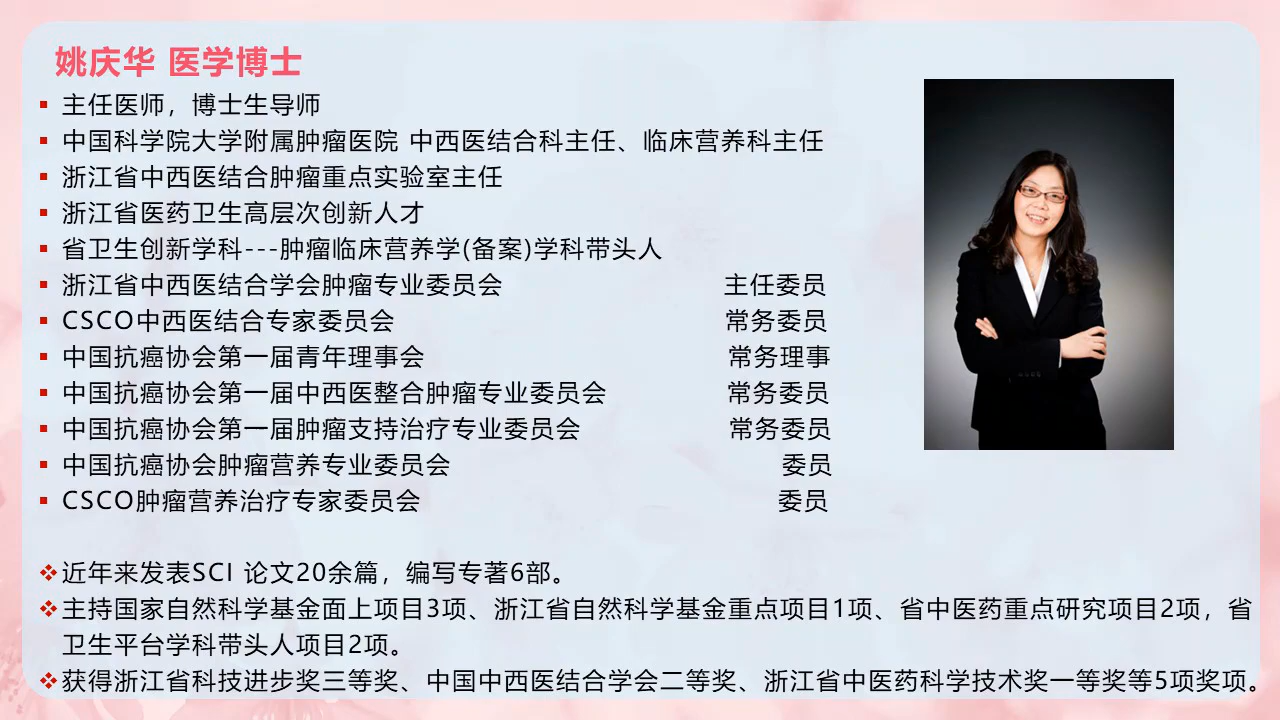 姚庆华 医学博士
主任医师，博士生导师
中国科学院大学附属肿瘤医院 中西医结合科主任、临床营养科主任
浙江省中西医结合肿瘤重点实验室主任
浙江省医药卫生高层次创新人才
省卫生创新学科---肿瘤临床营养学(备案)学科带头人
浙江省中西医结合学会肿瘤专业委员会 主任委员
CSCO中西医结合专家委员会 常务委员
中国抗癌协会第一届青年理事会 常务理事
中国抗癌协会第一届中西医整合肿瘤专业委员会 常务委员
中国抗癌协会第一届肿瘤支持治疗专业委员会 常务委员
中国抗癌协会肿瘤营养专业委员会 委员
CSCO肿瘤营养治疗专家委员会 委员
近年来发表SCI 论文20余篇，编写专著6部。
主持国家自然科学基金面上项目3项、浙江省自然科学基金重点项目1项、省中医药重点研究项目2项，省
卫生平台学科带头人项目2项。
获得浙江省科技进步奖三等奖、中国中西医结合学会二等奖、浙江省中医药科学技术奖一等奖等5项奖项。